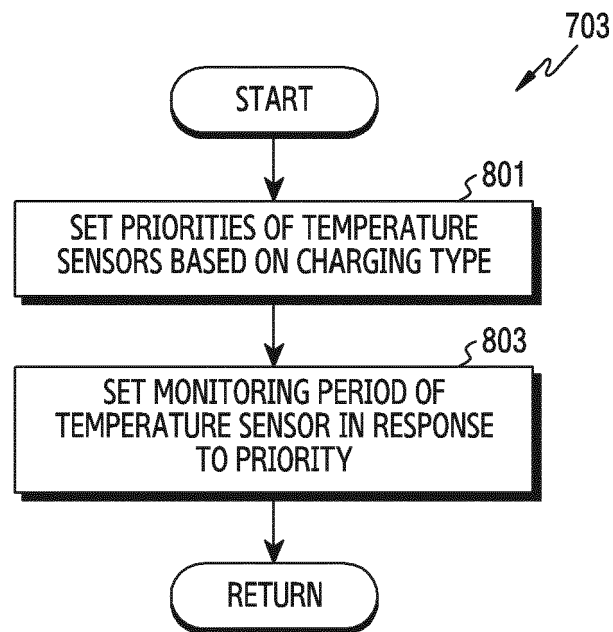 703
START
801
SET PRIORITIES OF TEMPERATURE
SENSORS BASED ON CHARGING TYPE
803
SET MONITORING PERIOD OF
TEMPERATURE SENSOR IN RESPONSE
TO PRIORITY
RETURN